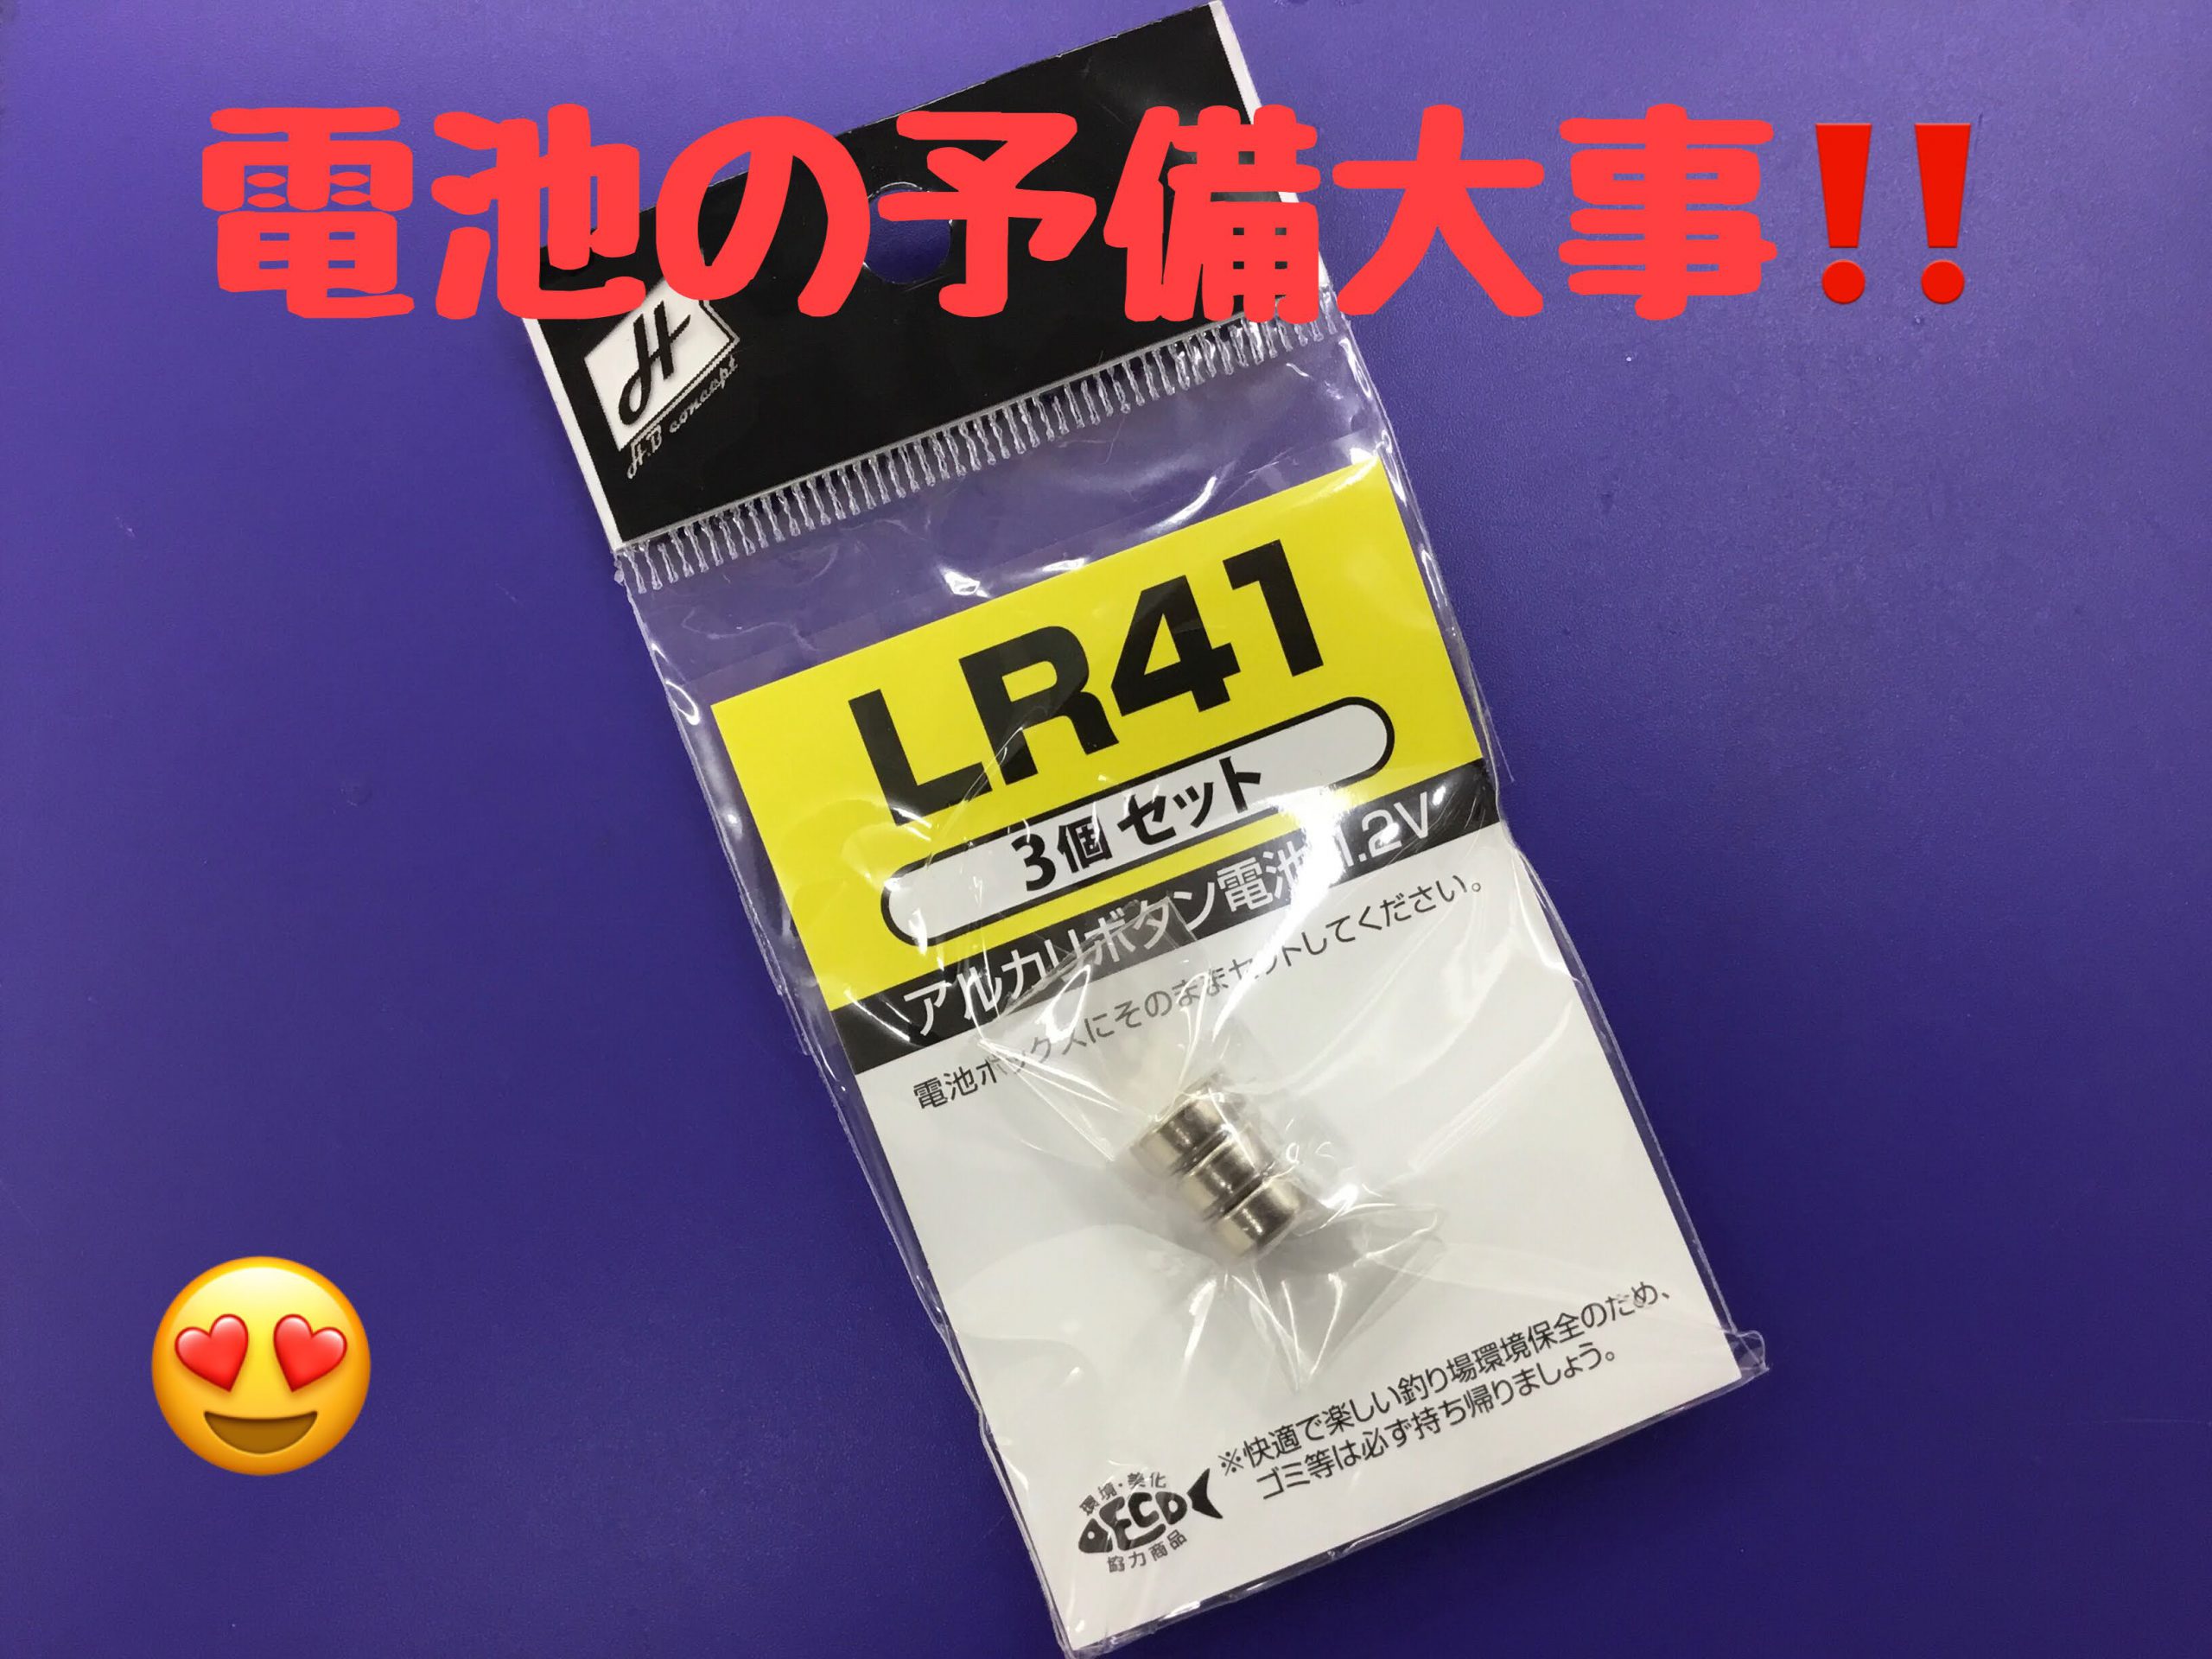 電池の予備大事‼️
H
H.B concept
LR41
3個 セット
アルカリボタン電池 1.2V
電池ボックスにそのままセットしてください。
※快適で楽しい釣り場環境保全のため、
ゴミ等は必ず持ち帰りましょう。
環境・美化
ECO
協力商品